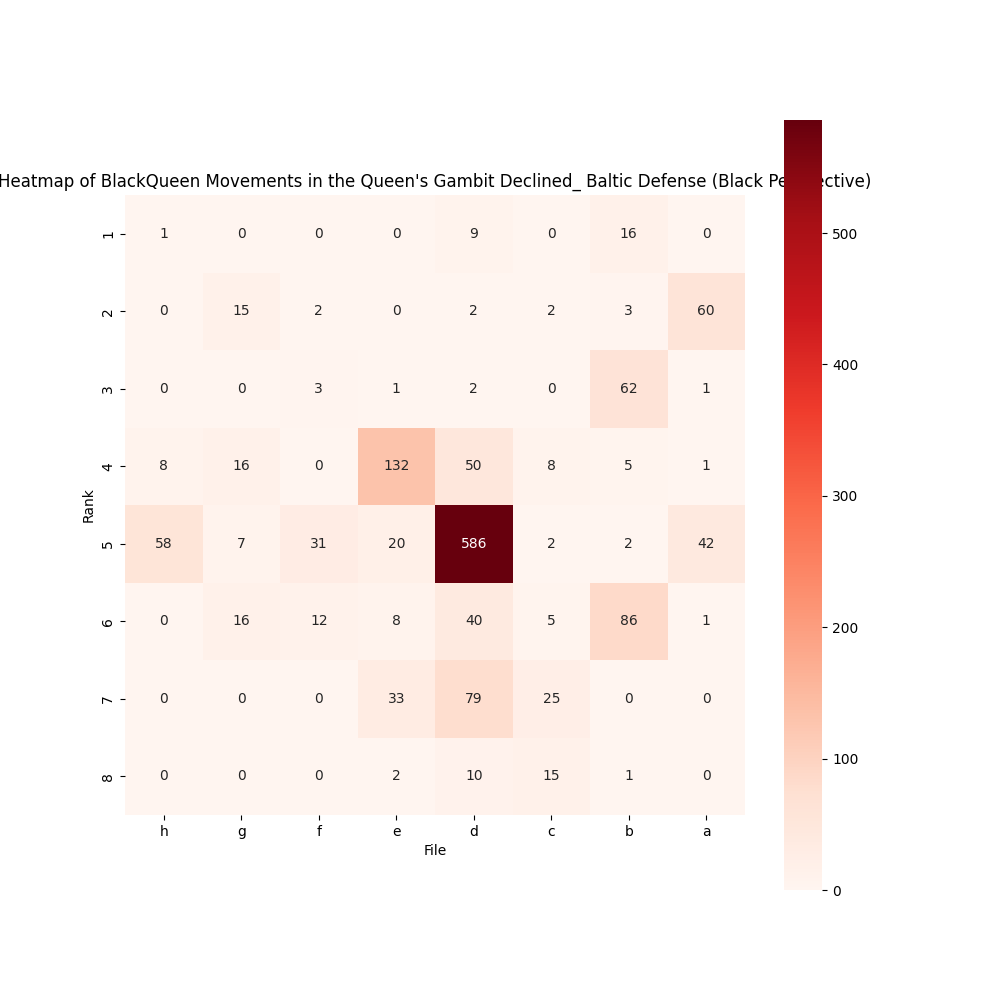 Heatmap of BlackQueen Movements in the Queen's Gambit Declined_ Baltic Defense (Black Pe ective)
1 1 0 0 0 9 0 16 0
2 0 15 2 0 2 2 3 60
3 0 0 3 1 2 0 62 1
4 8 16 0 132 50 8 5 1
Rank
5 58 7 31 20 586 2 2 42
6 0 16 12 8 40 5 86 1
7 0 0 0 33 79 25 0 0
8 0 0 0 2 10 15 1 0
h g f e d c b a
File
500
400
300
200
100
0